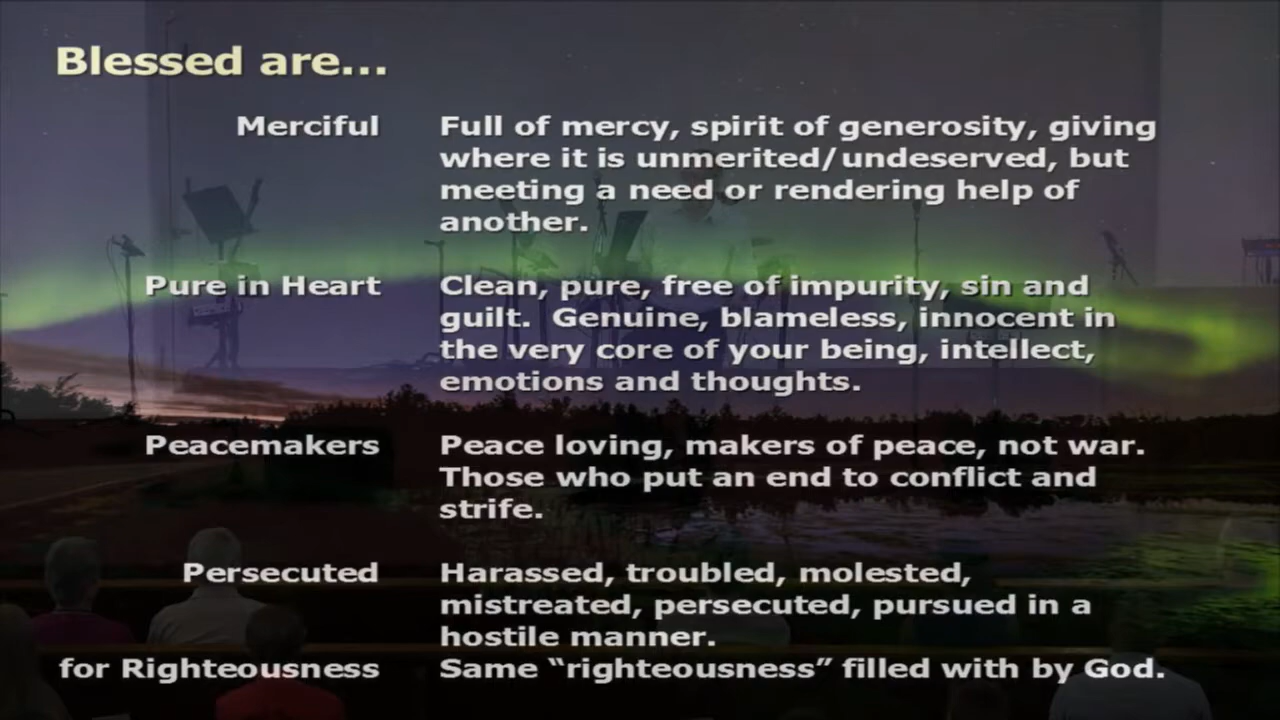 Blessed are...
Merciful Full of mercy, spirit of generosity, giving
where it is unmerited/undeserved, but
meeting a need or rendering help of
another.
Pure in Heart Clean, pure, free of impurity, sin and
guilt. Genuine, blameless, innocent in
the very core of your being, intellect,
emotions and thoughts.
Peacemakers Peace loving, makers of peace, not war.
Those who put an end to conflict and
strife.
Persecuted Harassed, troubled, molested,
mistreated, persecuted, pursued in a
hostile manner.
for Righteousness Same “righteousness” filled with by God.